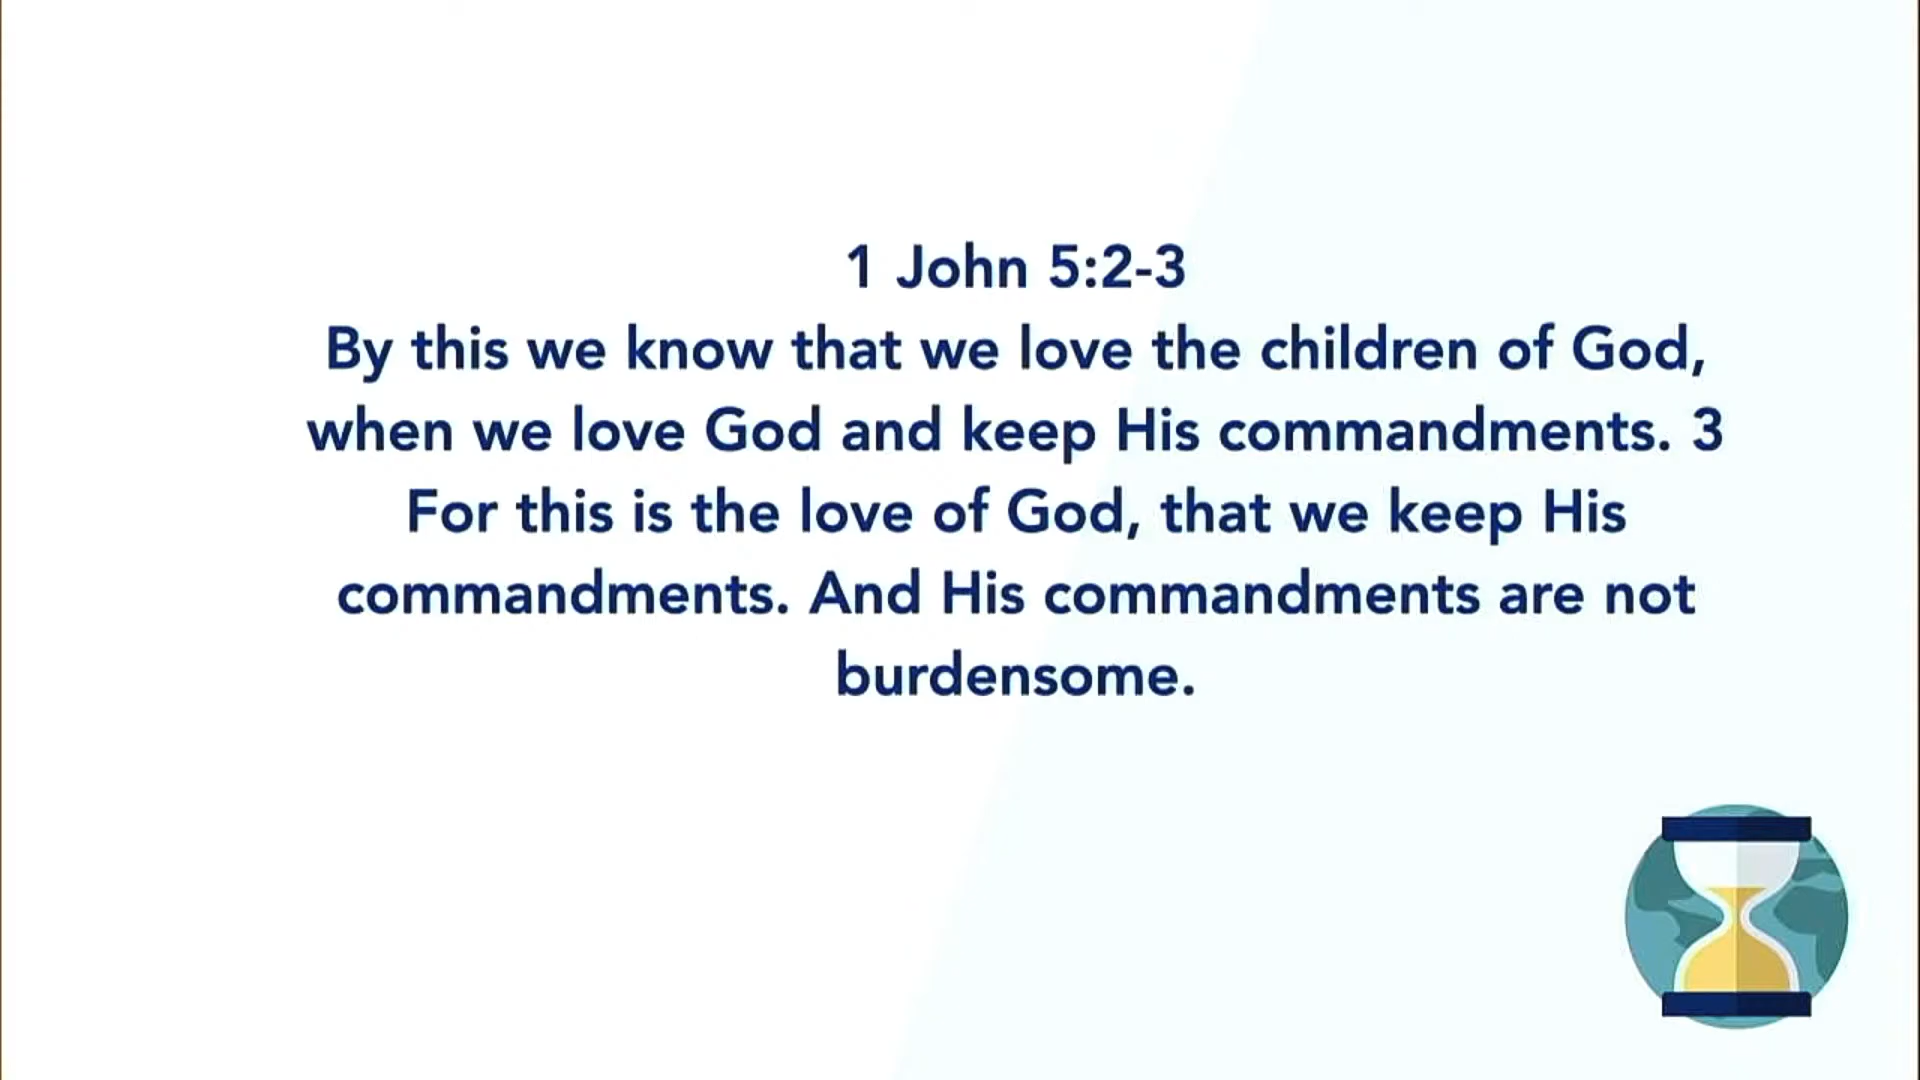 1 John 5:2-3
By this we know that we love the children of God,
when we love God and keep His commandments. 3
For this is the love of God, that we keep His
commandments. And His commandments are not
burdensome.